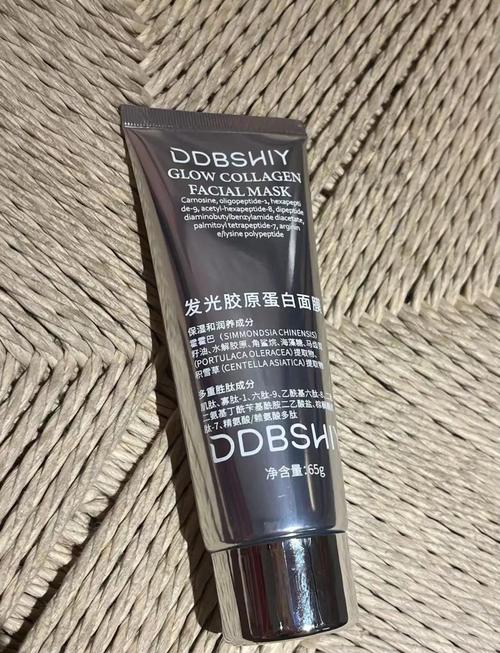 DDBSHIY
GLOW COLLAGEN
FACIAL MASK
Carnosine, oligopeptide-1, hexapepti
de-9, acetyl-hexapeptide-8, dipeptide
diaminobutylbenzylamide diacetate,
palmitoyl tetrapeptide-7, arginin
e/lysine polypeptide
发光胶原蛋白面膜
保湿和润养成分
霍霍巴（SIMMONDSIA CHINENSIS）
籽油、水解胶原、角鲨烷、海藻糖、马齿苋
(PORTULACA OLERACEA) 提取物、
积雪草 (CENTELLA ASIATICA) 提取物
多重胜肽成分
肌肽、寡肽-1、六肽-9、乙酰基六肽-8、二
二氨基丁酰苄基酰胺二乙酸盐、棕榈酰
肽-7、精氨酸/赖氨酸多肽
DDBSHIY
净含量:65g